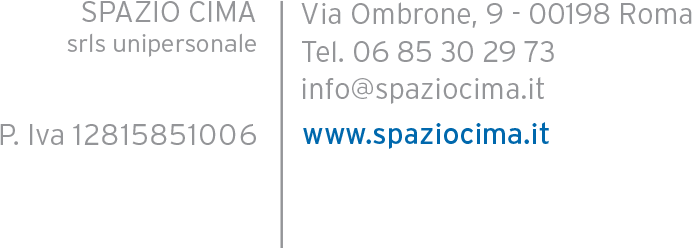 SPAZIO CIMA
srls unipersonale
P. Iva 12815851006
Via Ombrone, 9 - 00198 Roma
Tel. 06 85 30 29 73
info@spaziocima.it
www.spaziocima.it